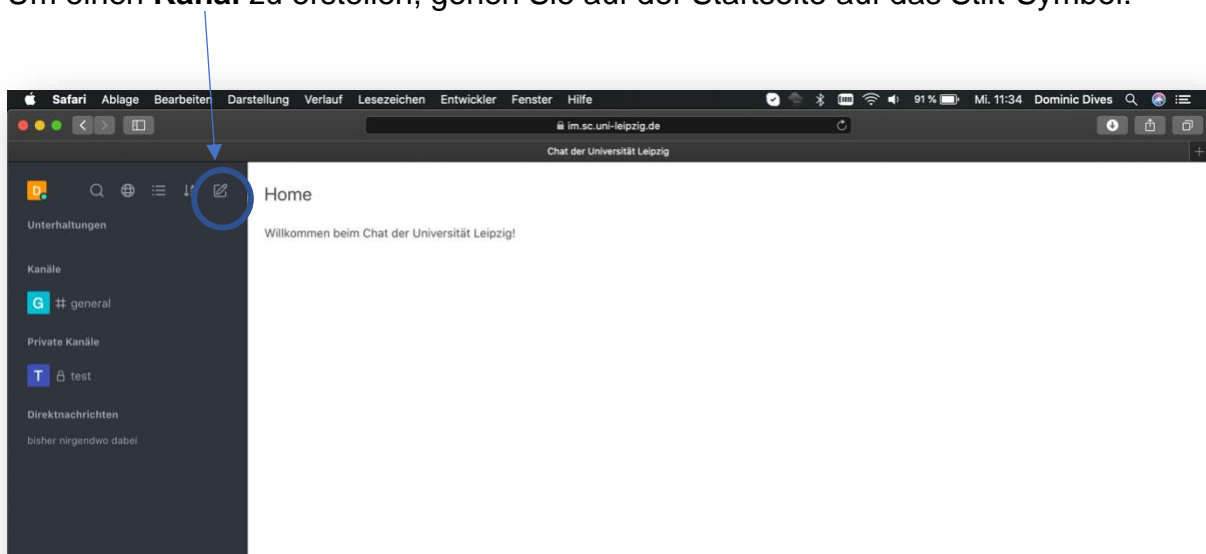 Um einen Kanal zu erstellen, gehen Sie auf der Startseite auf das Stift-Symbol.
Safari Ablage Bearbeiten Darstellung Verlauf Lesezeichen Entwickler Fenster Hilfe 91 % Mi. 11:34 Dominic Dives
im.sc.uni-leipzig.de
Chat der Universität Leipzig
D
Home
Unterhaltungen
Willkommen beim Chat der Universität Leipzig!
Kanäle
G # general
Private Kanäle
T test
Direktnachrichten
bisher nirgendwo dabei